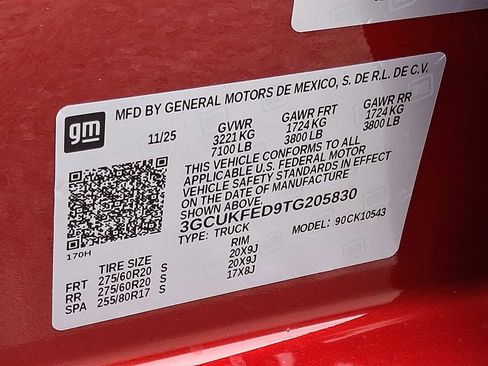 gm
MFD BY GENERAL MOTORS DE MEXICO, S. DE R.L. DE C.V.
11/25 GVWR GAWR FRT GAWR RR
3221 KG 1724 KG 1724 KG
7100 LB 3800 LB 3800 LB
THIS VEHICLE CONFORMS TO ALL
APPLICABLE U.S. FEDERAL MOTOR
VEHICLE SAFETY STANDARDS IN EFFECT
ON THE DATE OF MANUFACTURE
SHOWN ABOVE.
3GCUKFED9TG205830
TYPE: TRUCK MODEL: 90CK10543
170H
TIRE SIZE RIM
FRT 275/60R20 S 20X9J
RR 275/60R20 S 20X9J
SPA 255/80R17 S 17X8J